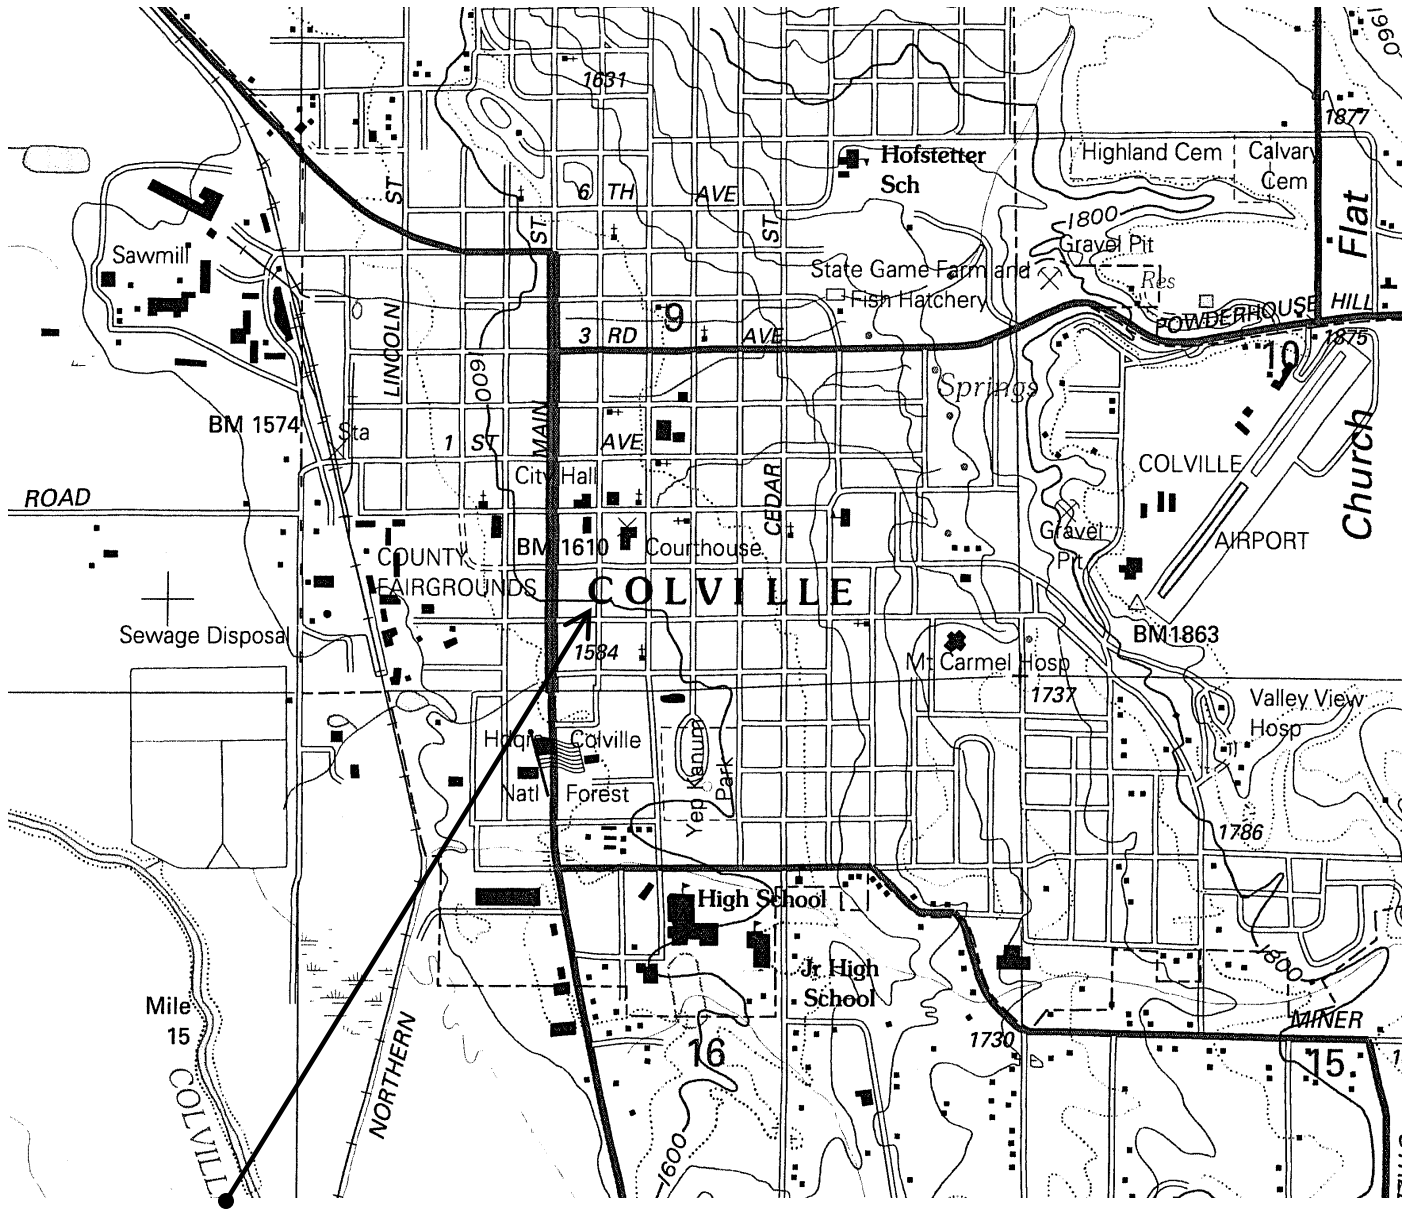 1960
1631
1877
Hofstetter
Sch
Highland Cem
Calvary
Cem
ST
6 TH AVE
ST
ST
1800
Flat
Sawmill
Gravel Pit
State Game Farm and
Fish Hatchery
Res
LINCOLN
9
3 RD AVE
POWDERHOUSE HILL
1875
10
1600
Springs
BM 1574
Sta
1 ST AVE
MAIN
City Hall
CEDAR
COLVILLE
AIRPORT
Church
ROAD
COUNTY
FAIRGROUNDS
BM 1610
Courthouse
Gravel
Pit
COLVILLE
Sewage Disposal
1584
BM1863
Mt Carmel Hosp
1737
Valley View
Hosp
Hdqrs Colville
Natl Forest
Yep Kanum
Park
1786
High School
Jr High
School
1800
Mile
15
NORTHERN
COLVILL
16
1730
MINER
15
1600